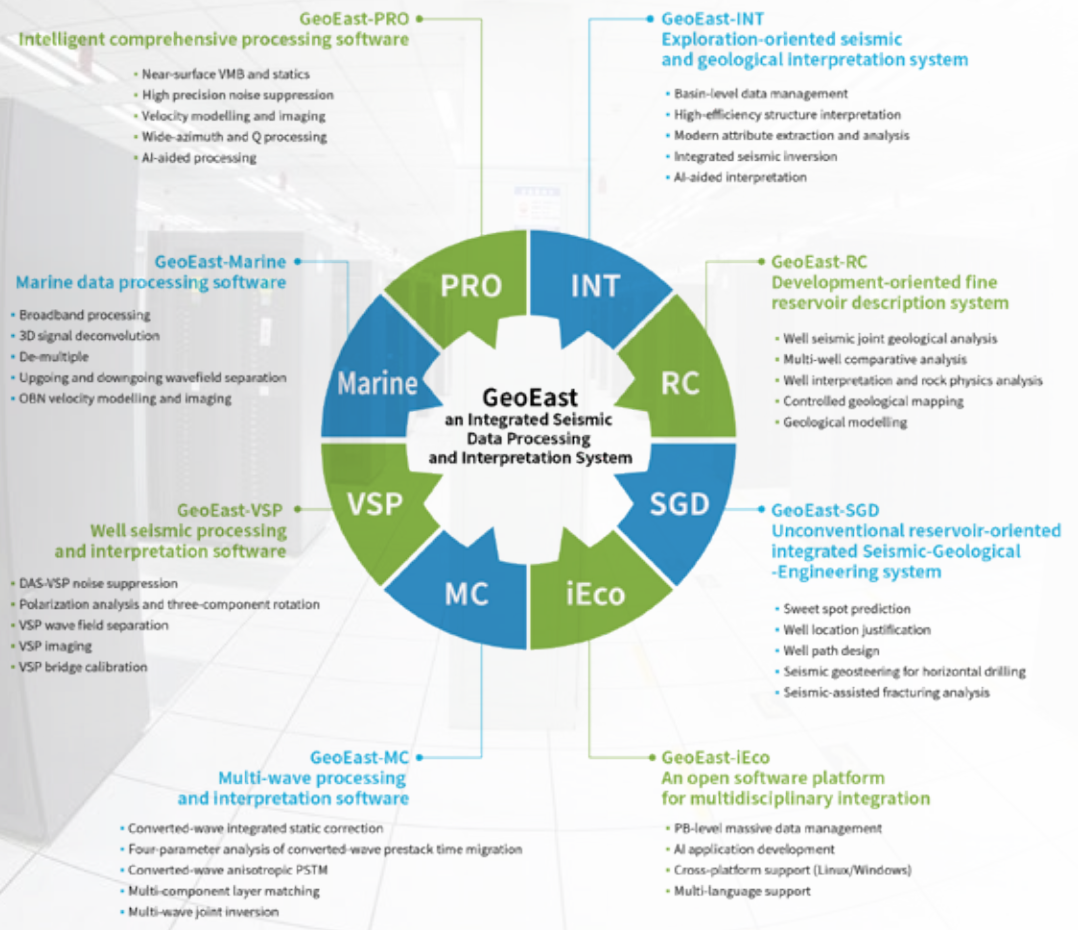 GeoEast-PRO
Intelligent comprehensive processing software
• Near-surface VMB and statics
• High precision noise suppression
• Velocity modelling and imaging
• Wide-azimuth and Q processing
• AI-aided processing
GeoEast-INT
Exploration-oriented seismic
and geological interpretation system
• Basin-level data management
• High-efficiency structure interpretation
• Modern attribute extraction and analysis
• Integrated seismic inversion
• AI-aided interpretation
GeoEast-Marine
Marine data processing software
• Broadband processing
• 3D signal deconvolution
• De-multiple
• Upgoing and downgoing wavefield separation
• OBN velocity modelling and imaging
GeoEast-RC
Development-oriented fine
reservoir description system
• Well seismic joint geological analysis
• Multi-well comparative analysis
• Well interpretation and rock physics analysis
• Controlled geological mapping
• Geological modelling
PRO
INT
Marine
RC
VSP
SGD
MC
iEco
GeoEast
an Integrated Seismic
Data Processing
and Interpretation System
GeoEast-VSP
Well seismic processing
and interpretation software
• DAS-VSP noise suppression
• Polarization analysis and three-component rotation
• VSP wave field separation
• VSP imaging
• VSP bridge calibration
GeoEast-SGD
Unconventional reservoir-oriented
integrated Seismic-Geological
-Engineering system
• Sweet spot prediction
• Well location justification
• Well path design
• Seismic geosteering for horizontal drilling
• Seismic-assisted fracturing analysis
GeoEast-MC
Multi-wave processing
and interpretation software
• Converted-wave integrated static correction
• Four-parameter analysis of converted-wave prestack time migration
• Converted-wave anisotropic PSTM
• Multi-component layer matching
• Multi-wave joint inversion
GeoEast-iEco
An open software platform
for multidisciplinary integration
• PB-level massive data management
• AI application development
• Cross-platform support (Linux/Windows)
• Multi-language support